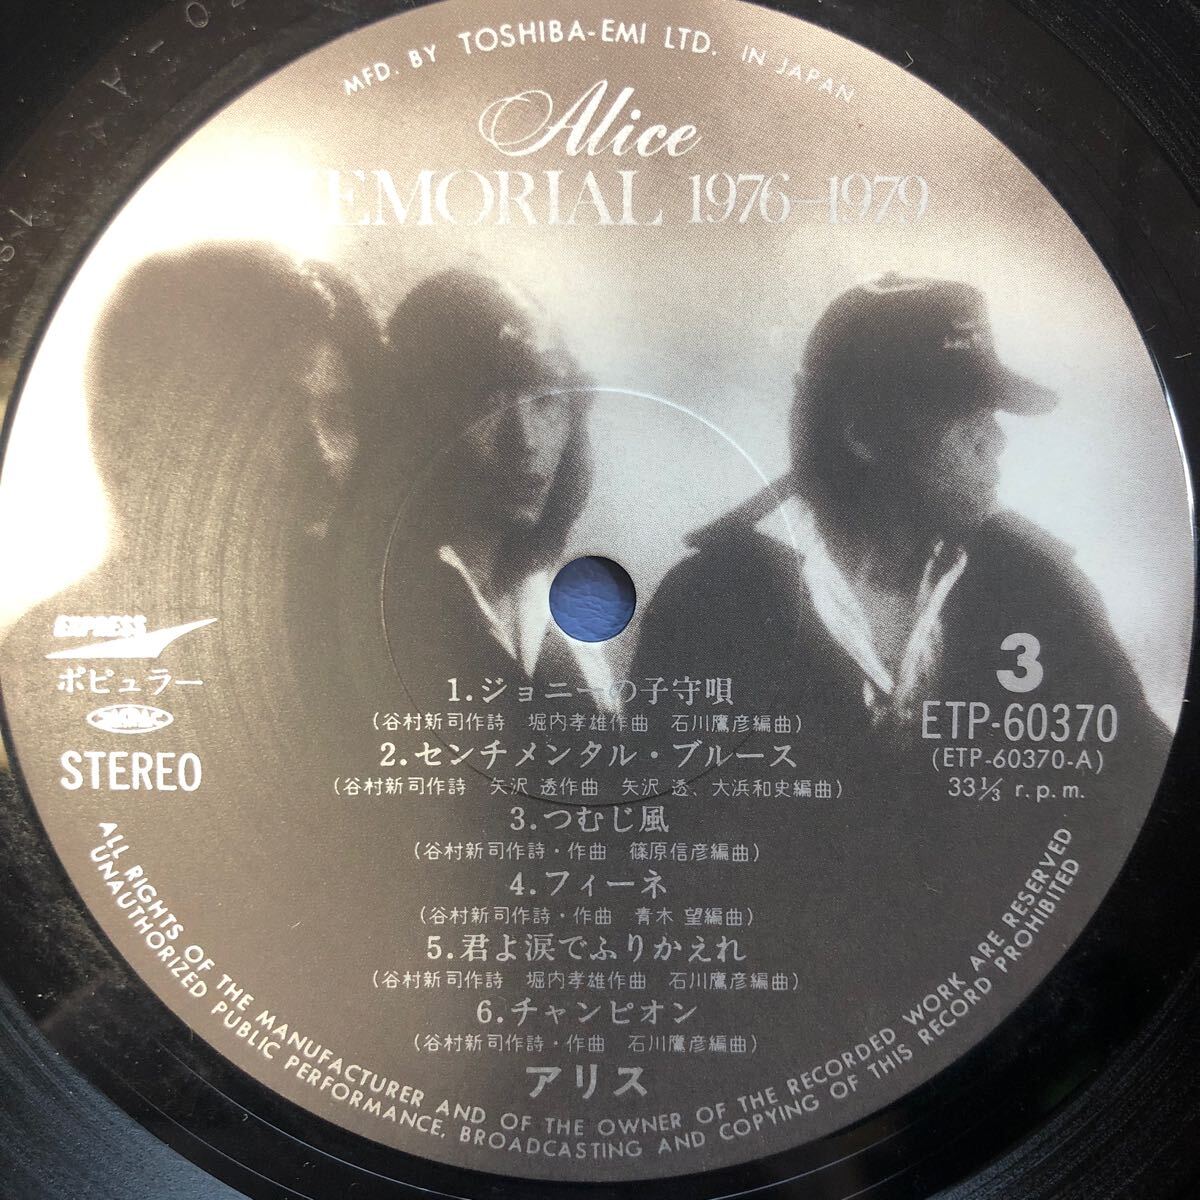 MFD. BY TOSHIBA-EMI LTD. IN JAPAN
Alice
MEMORIAL 1976-1979
EXPRESS
ポピュラー
STEREO
3
ETP-60370
(ETP-60370-A)
33⅓ r.p.m.
1.ジョニーの子守唄
(谷村新司作詩 堀内孝雄作曲 石川鷹彦編曲)
2.センチメンタル・ブルース
(谷村新司作詩 矢沢 透作曲 矢沢 透、大浜和史編曲)
3.つむじ風
(谷村新司作詩・作曲 篠原信彦編曲)
4.フィーネ
(谷村新司作詩・作曲 青木 望編曲)
5.君よ涙でふりかえれ
(谷村新司作詩 堀内孝雄作曲 石川鷹彦編曲)
6.チャンピオン
(谷村新司作詩・作曲 石川鷹彦編曲)
アリス
ALL RIGHTS OF THE MANUFACTURER AND OF THE OWNER OF THE RECORDED WORK ARE RESERVED
UNAUTHORIZED PUBLIC PERFORMANCE, BROADCASTING AND COPYING OF THIS RECORD PROHIBITED